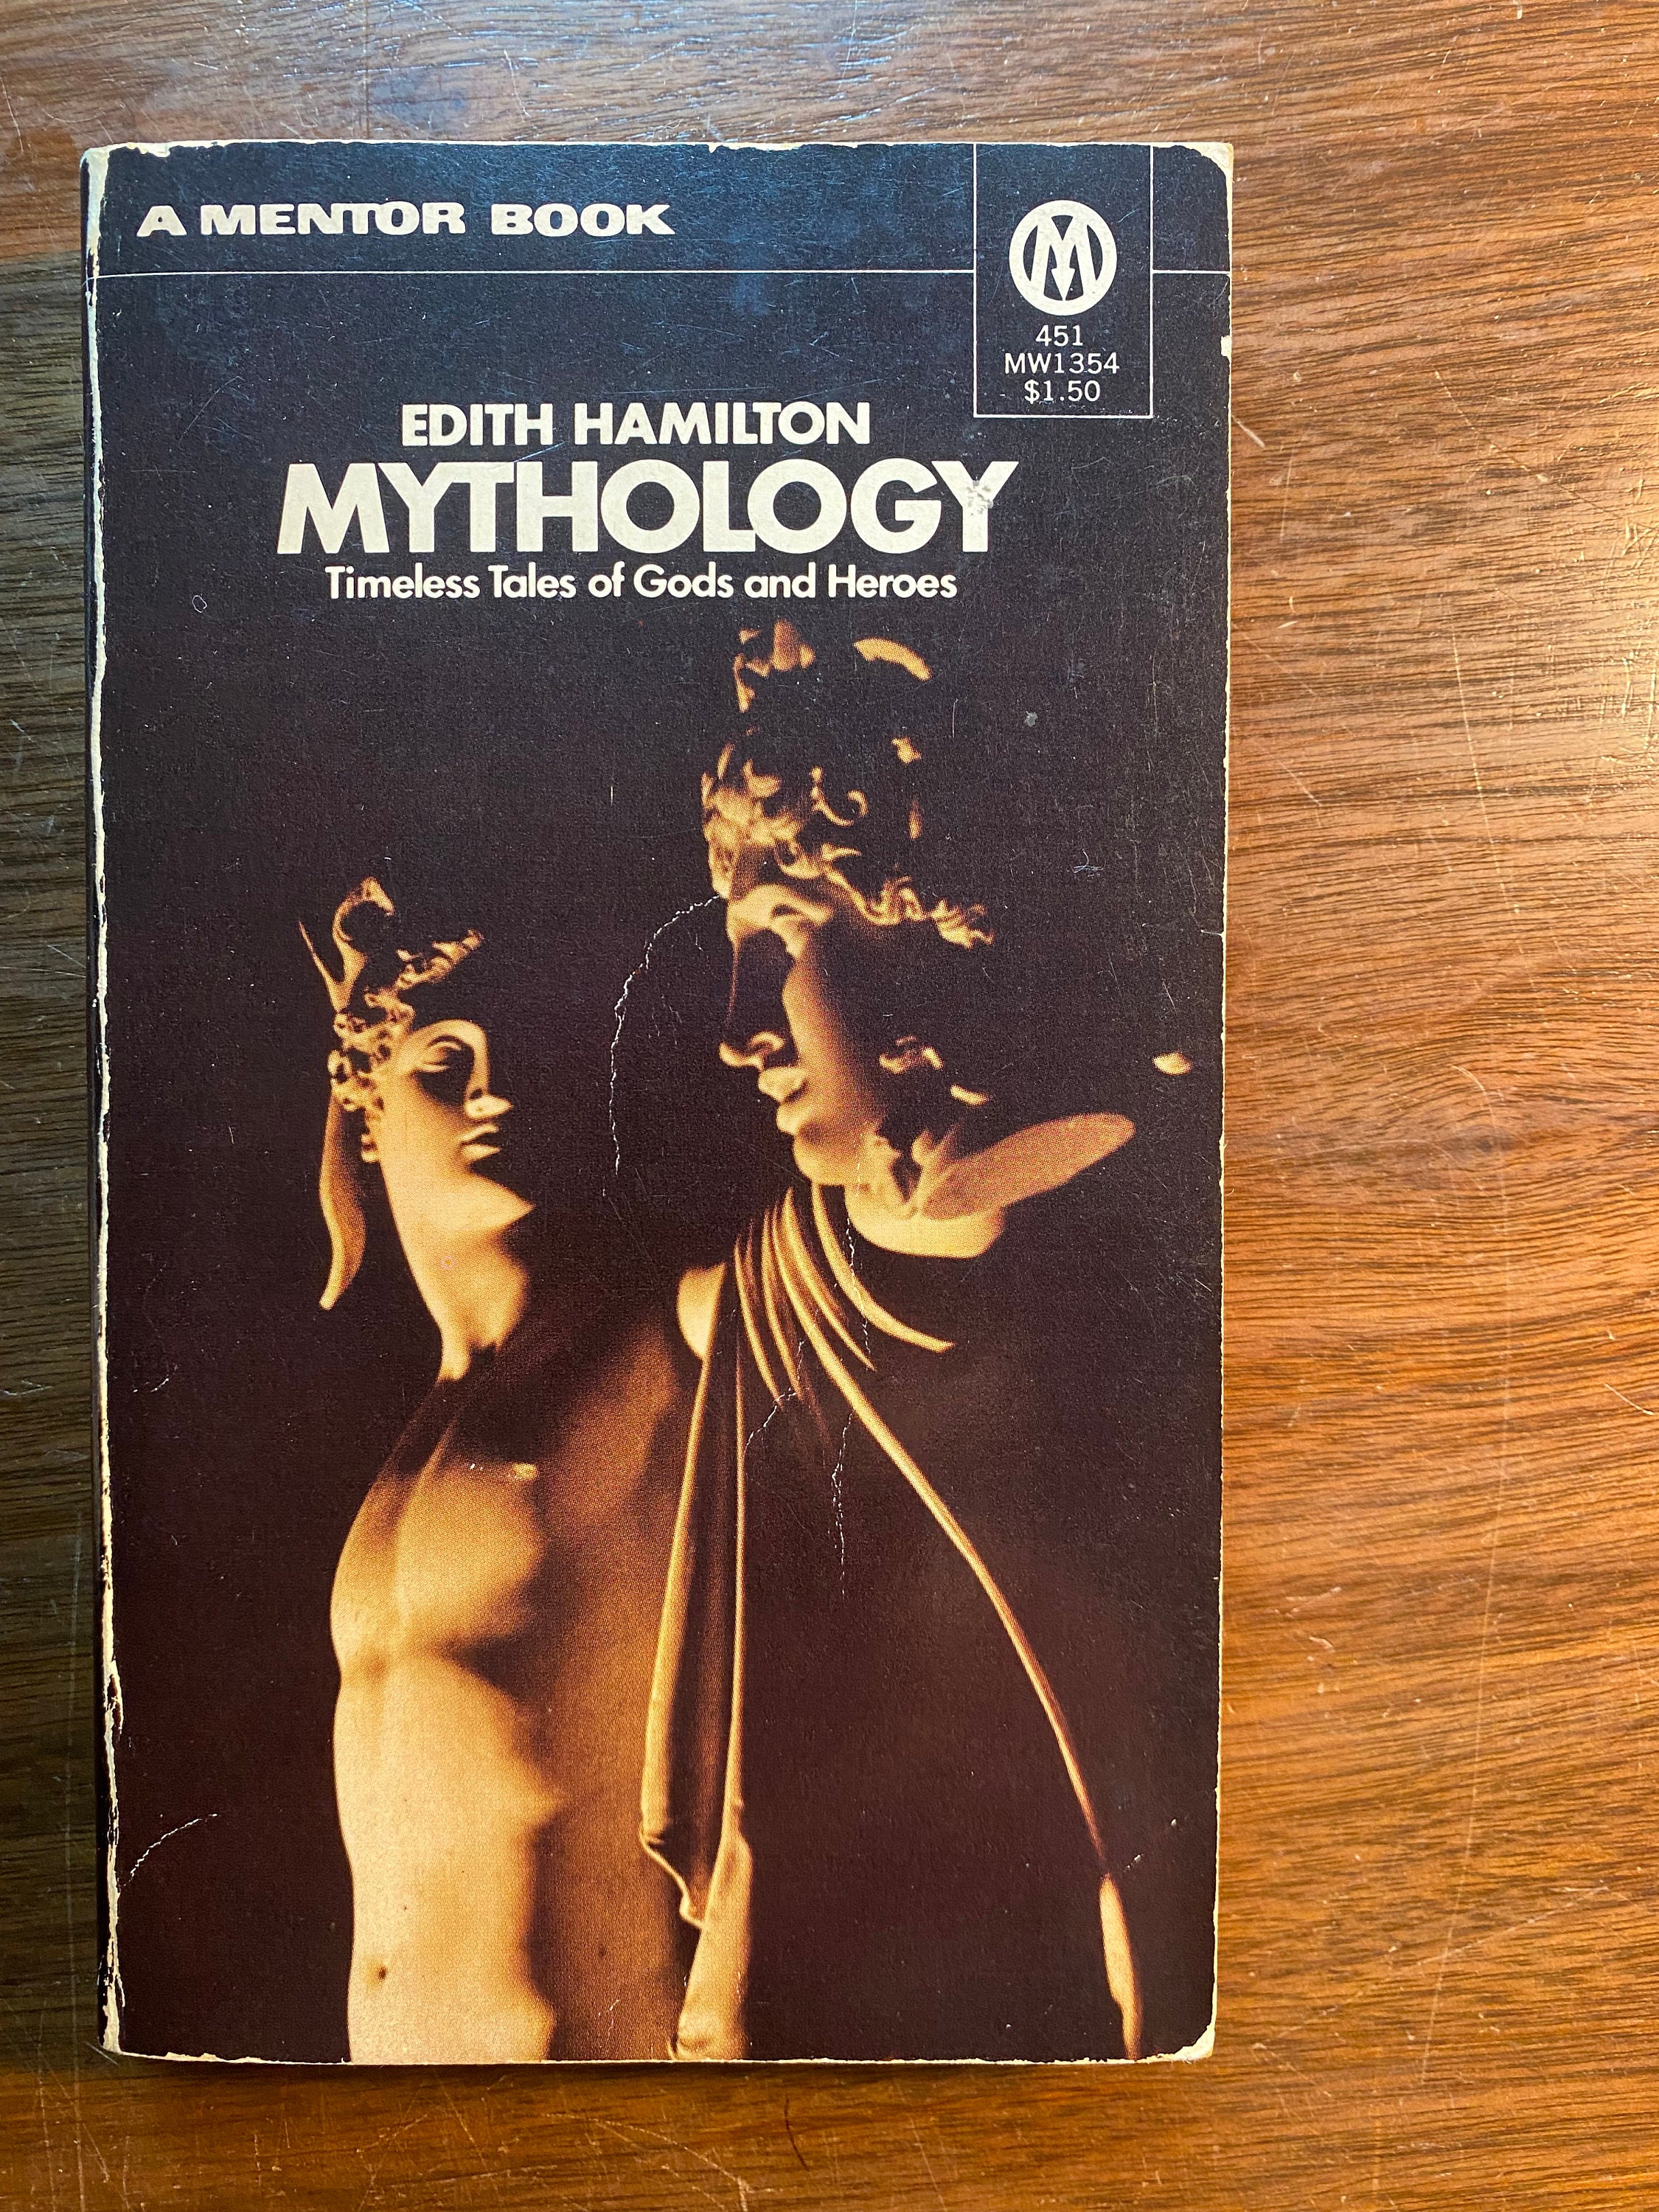 A MENTOR BOOK
M
451
MW1354
$1.50
EDITH HAMILTON
MYTHOLOGY
Timeless Tales of Gods and Heroes